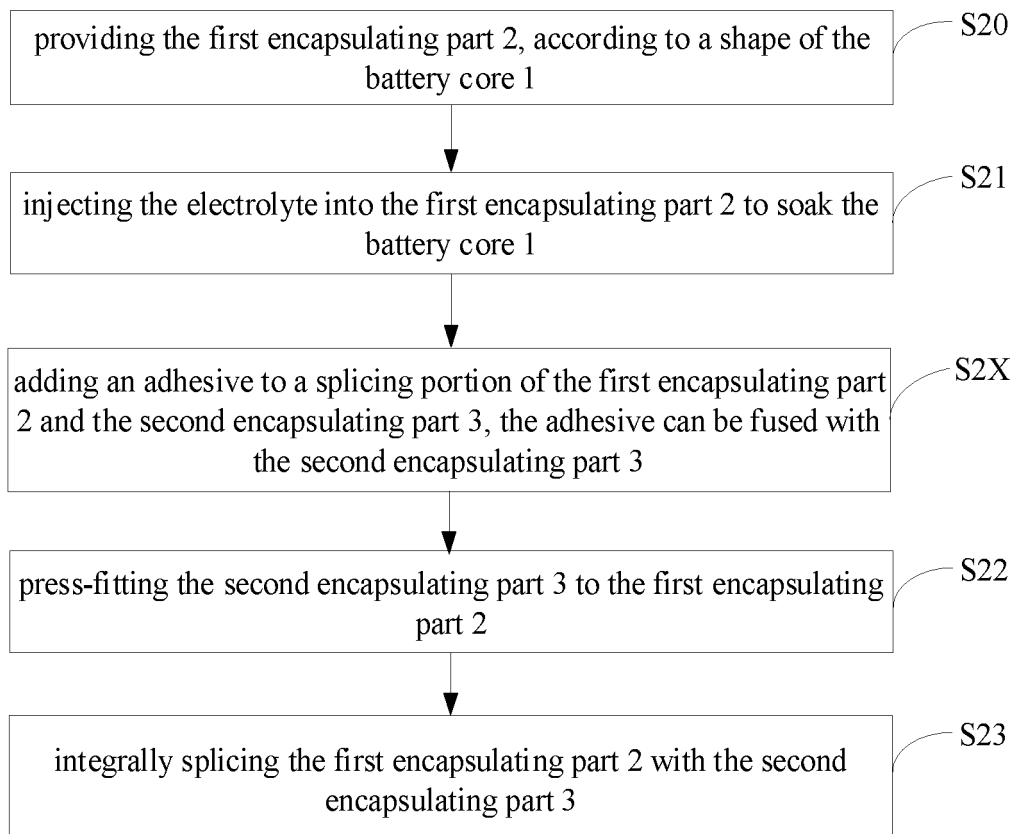 providing the first encapsulating part 2, according to a shape of the
battery core 1
S20
injecting the electrolyte into the first encapsulating part 2 to soak the
battery core 1
S21
adding an adhesive to a splicing portion of the first encapsulating part
2 and the second encapsulating part 3, the adhesive can be fused with
the second encapsulating part 3
S2X
press-fitting the second encapsulating part 3 to the first encapsulating
part 2
S22
integrally splicing the first encapsulating part 2 with the second
encapsulating part 3
S23